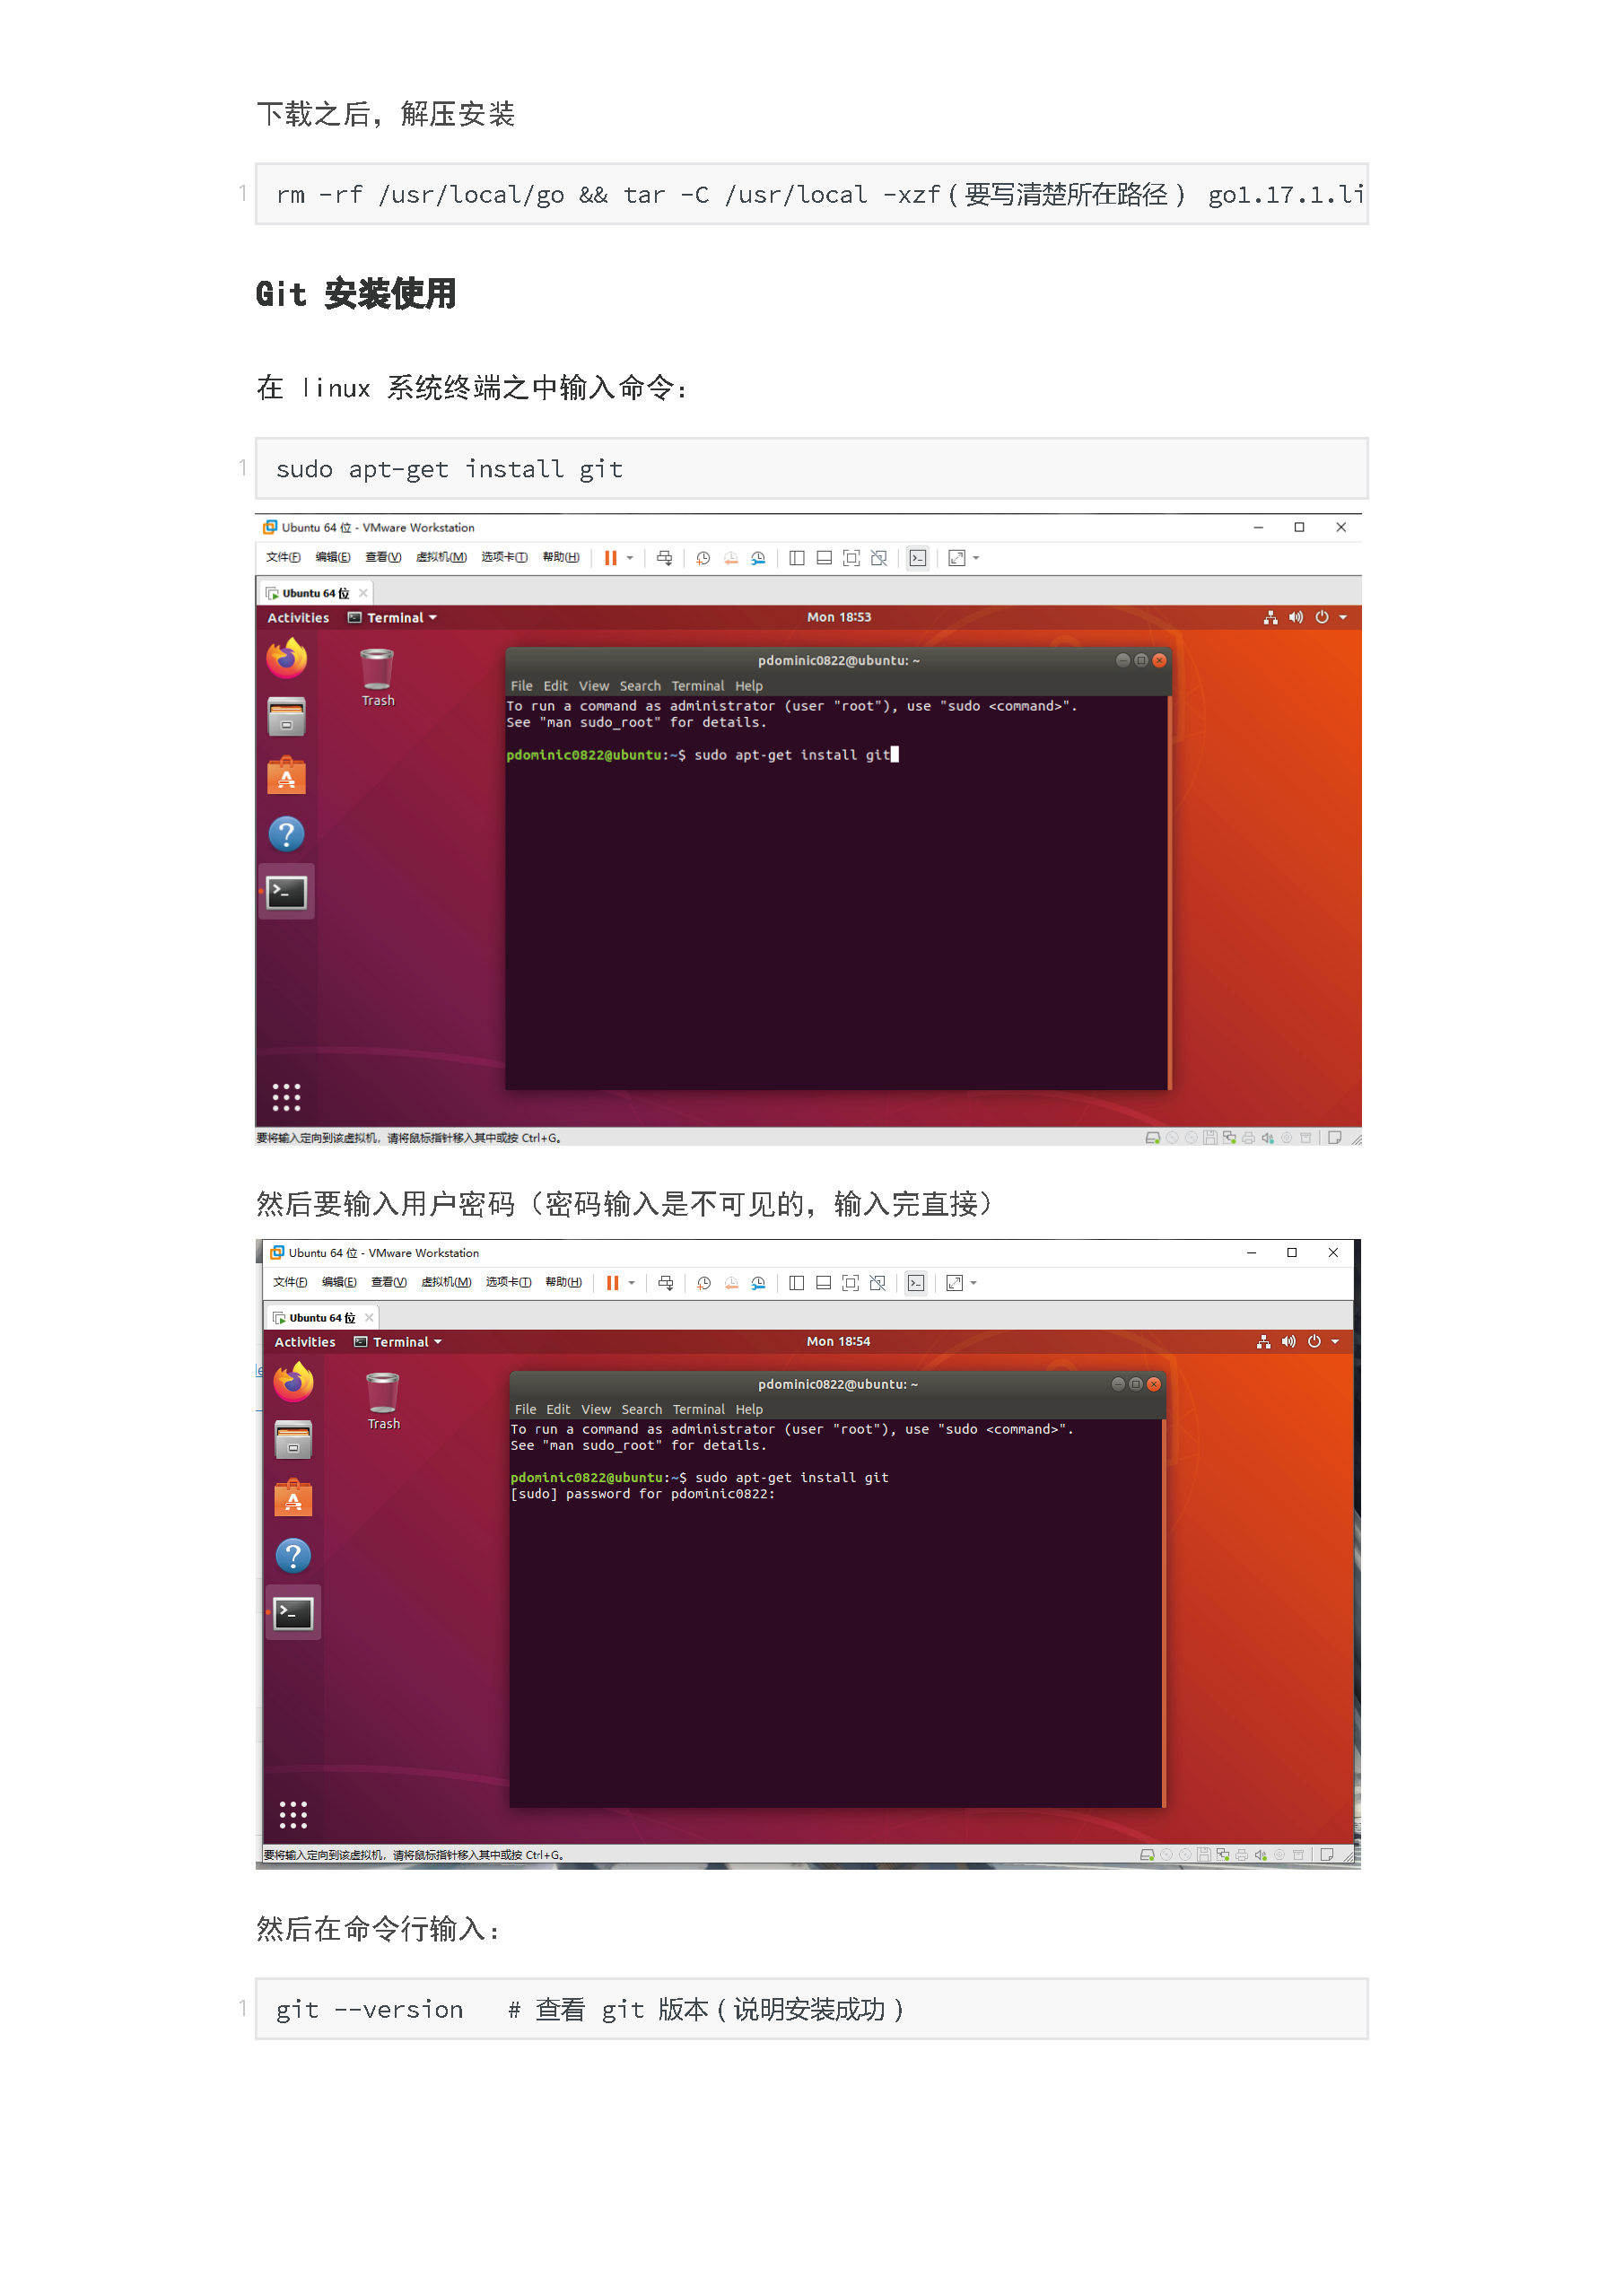 下载之后，解压安装
1 rm -rf /usr/local/go && tar -C /usr/local -xzf(要写清楚所在路径) go1.17.1.li
Git 安装使用
在 linux 系统终端之中输入命令：
1 sudo apt-get install git
Ubuntu 64 位 - VMware Workstation
文件(F) 编辑(E) 查看(V) 虚拟机(M) 选项卡(T) 帮助(H)
Ubuntu 64 位
Activities Terminal Mon 18:53
pdominic0822@ubuntu: ~
File Edit View Search Terminal Help
Trash
To run a command as administrator (user "root"), use "sudo <command>".
See "man sudo_root" for details.
pdominic0822@ubuntu:~$ sudo apt-get install git
要将输入定向到该虚拟机，请将鼠标指针移入其中或按 Ctrl+G。
然后要输入用户密码（密码输入是不可见的，输入完直接）
Ubuntu 64 位 - VMware Workstation
文件(F) 编辑(E) 查看(V) 虚拟机(M) 选项卡(T) 帮助(H)
Ubuntu 64 位
Activities Terminal Mon 18:54
pdominic0822@ubuntu: ~
File Edit View Search Terminal Help
Trash
To run a command as administrator (user "root"), use "sudo <command>".
See "man sudo_root" for details.
pdominic0822@ubuntu:~$ sudo apt-get install git
[sudo] password for pdominic0822:
要将输入定向到该虚拟机，请将鼠标指针移入其中或按 Ctrl+G。
然后在命令行输入：
1 git --version # 查看 git 版本(说明安装成功)